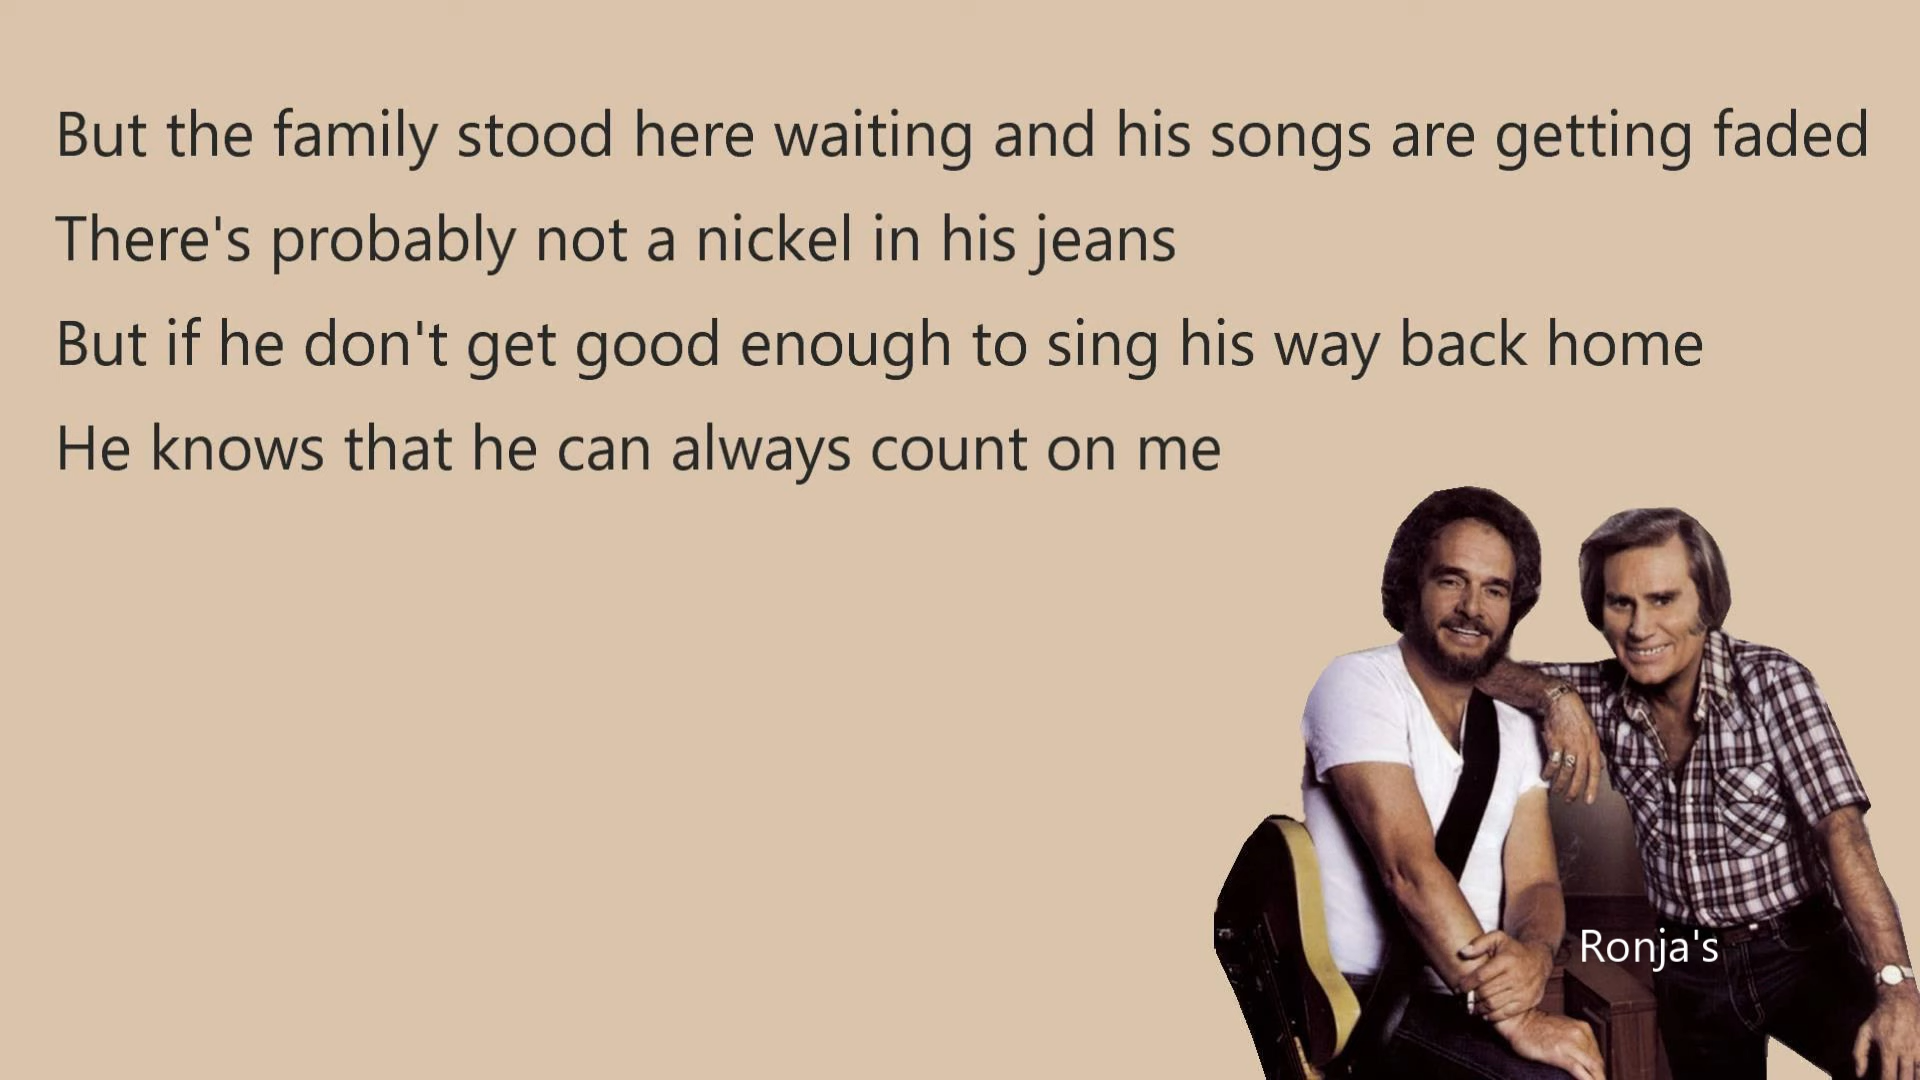 But the family stood here waiting and his songs are getting faded
There's probably not a nickel in his jeans
But if he don't get good enough to sing his way back home
He knows that he can always count on me
Ronja's